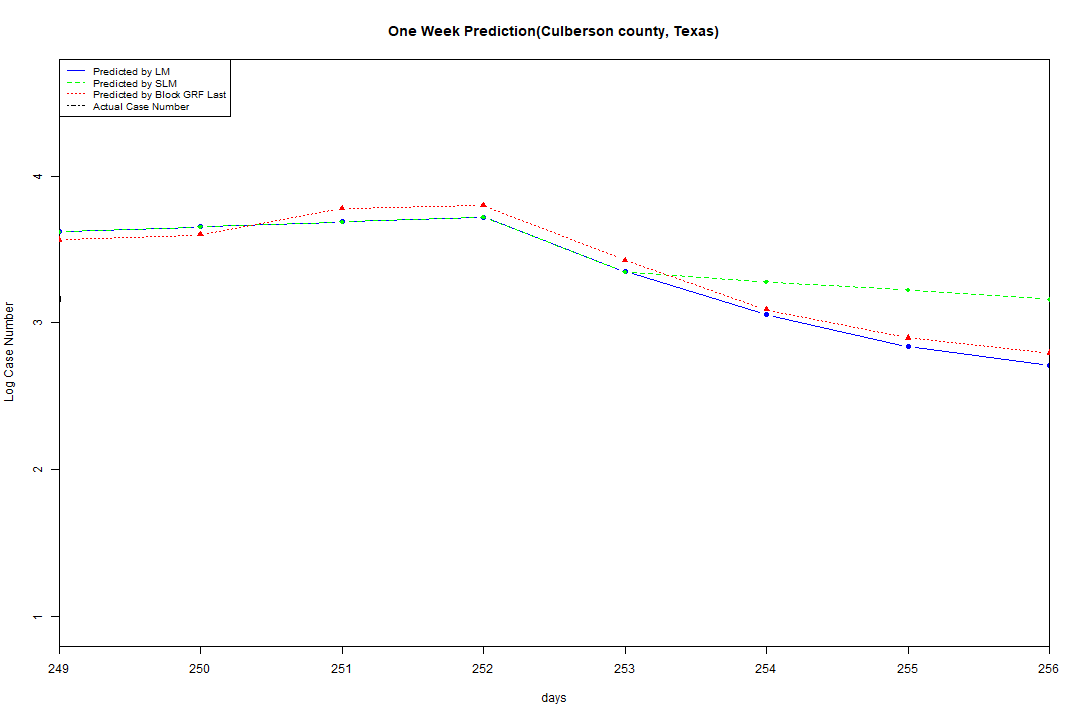 One Week Prediction(Culberson county, Texas)
Predicted by LM
Predicted by SLM
Predicted by Block GRF Last
Actual Case Number
4
3
2
1
Log Case Number
249 250 251 252 253 254 255 256
days